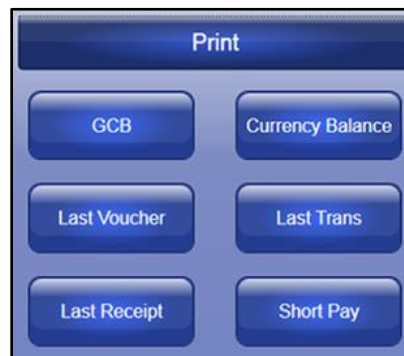 Print
GCB
Currency Balance
Last Voucher
Last Trans
Last Receipt
Short Pay